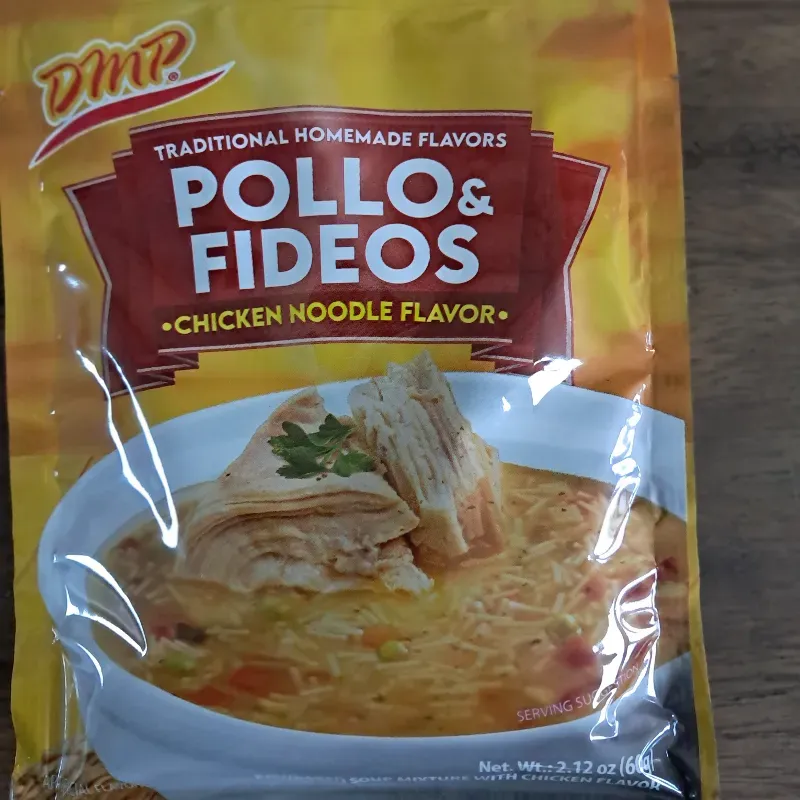 DMP®
TRADITIONAL HOMEMADE FLAVORS
POLLO &
FIDEOS
•CHICKEN NOODLE FLAVOR•
SERVING
Net. Wt.: 2.12 oz
SOUP MIXTURE WITH CHICKEN FLAVOR